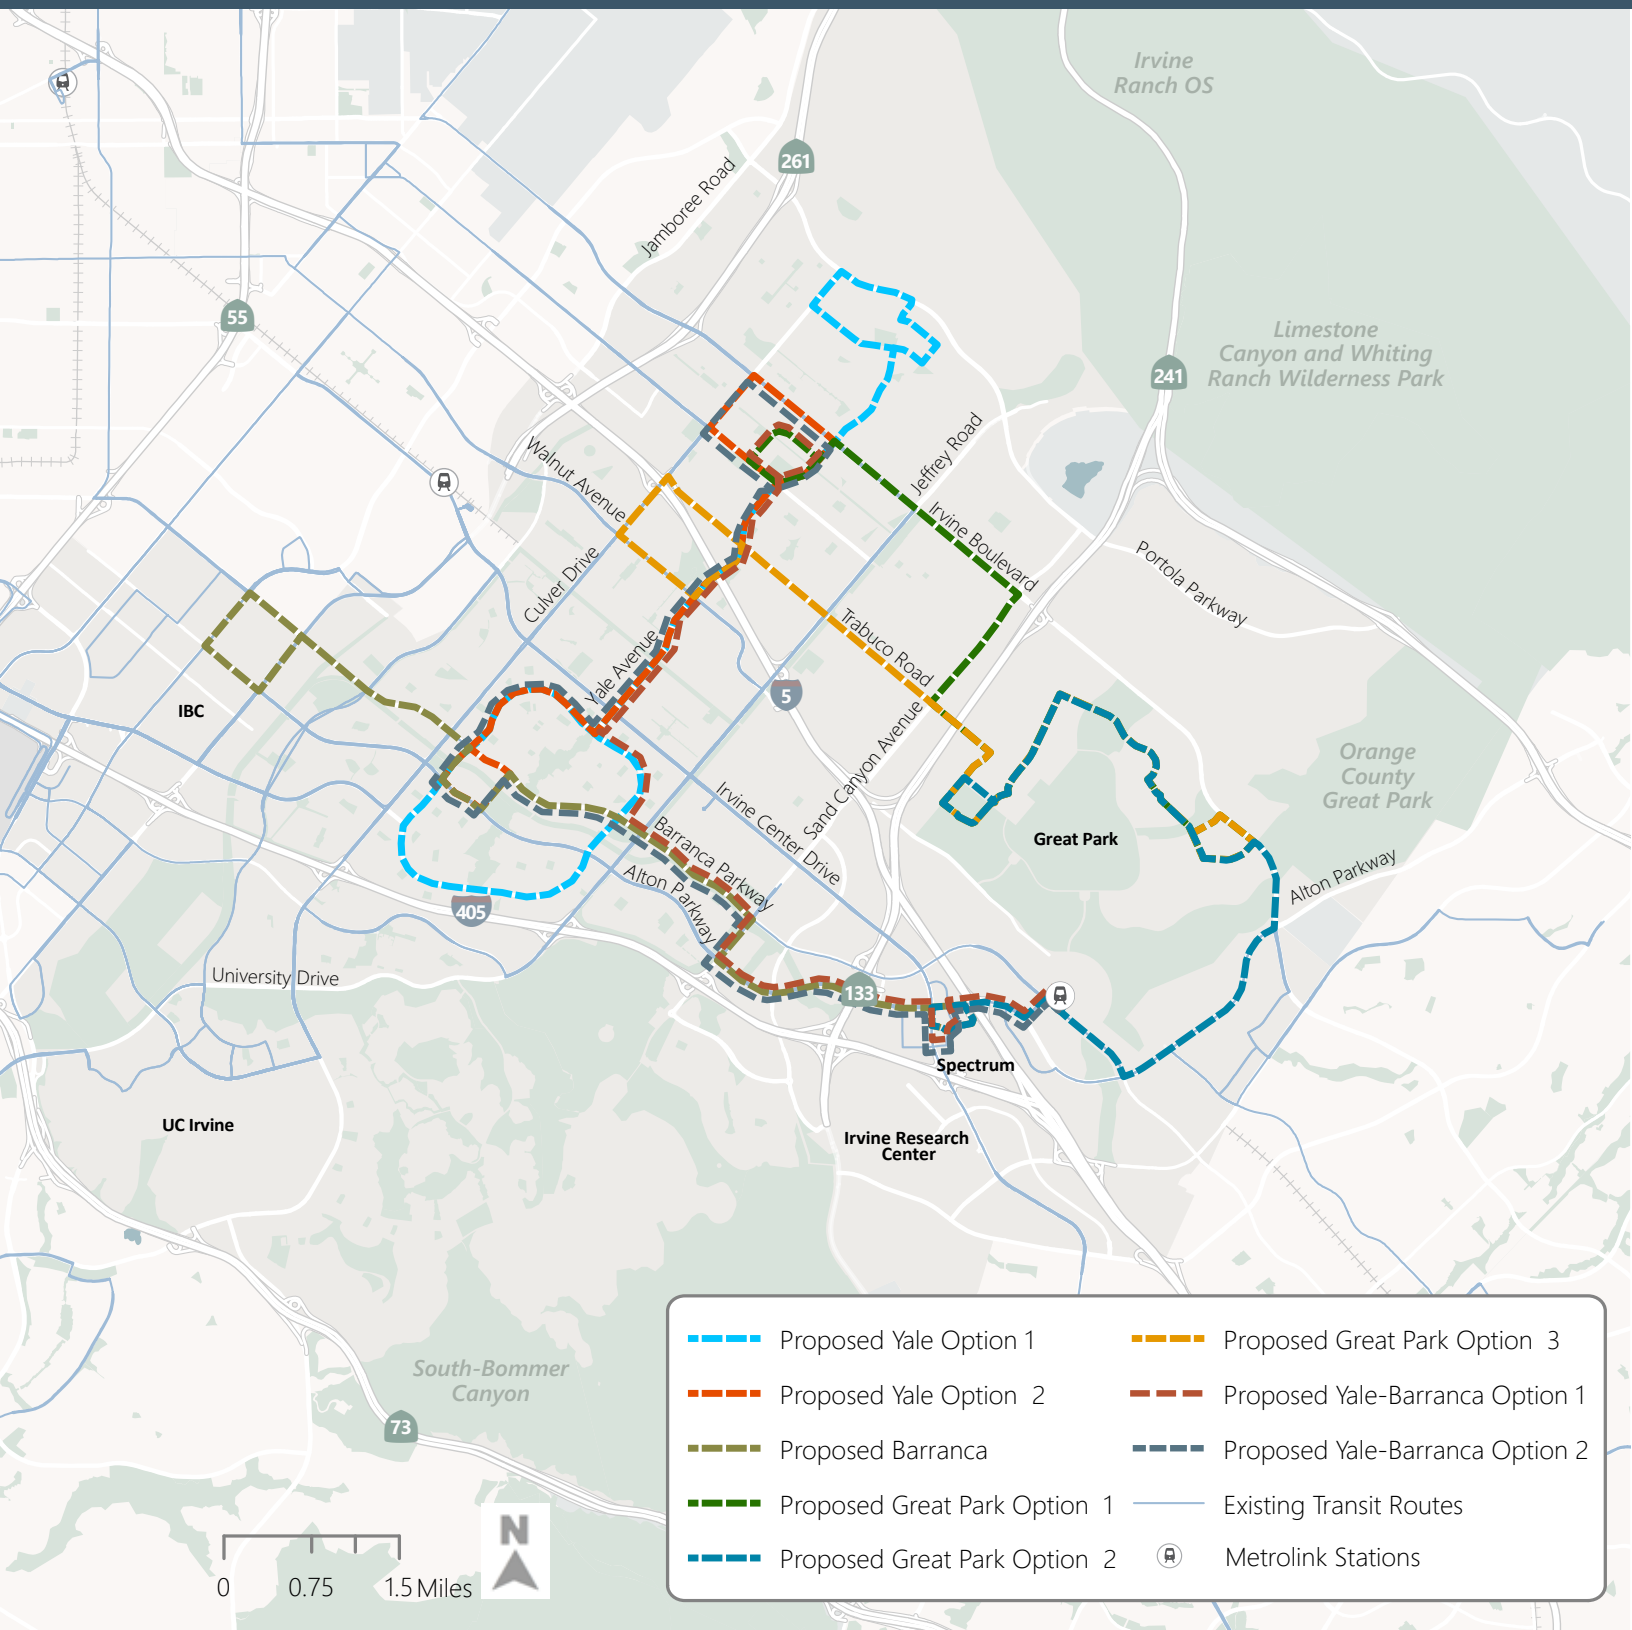 Irvine
Ranch OS
261
Jamboree Road
55
Limestone
Canyon and Whiting
Ranch Wilderness Park
241
Jeffrey Road
Walnut Avenue
Irvine Boulevard
Culver Drive
Portola Parkway
Trabuco Road
Yale Avenue
5
IBC
Sand Canyon Avenue
Orange
County
Great Park
Irvine Center Drive
Great Park
Barranca Parkway
Alton Parkway
Alton Parkway
405
University Drive
133
Spectrum
UC Irvine
Irvine Research
Center
South-Bommer
Canyon
73
Proposed Yale Option 1
Proposed Yale Option 2
Proposed Barranca
Proposed Great Park Option 1
Proposed Great Park Option 2
Proposed Great Park Option 3
Proposed Yale-Barranca Option 1
Proposed Yale-Barranca Option 2
Existing Transit Routes
Metrolink Stations
N
0 0.75 1.5 Miles